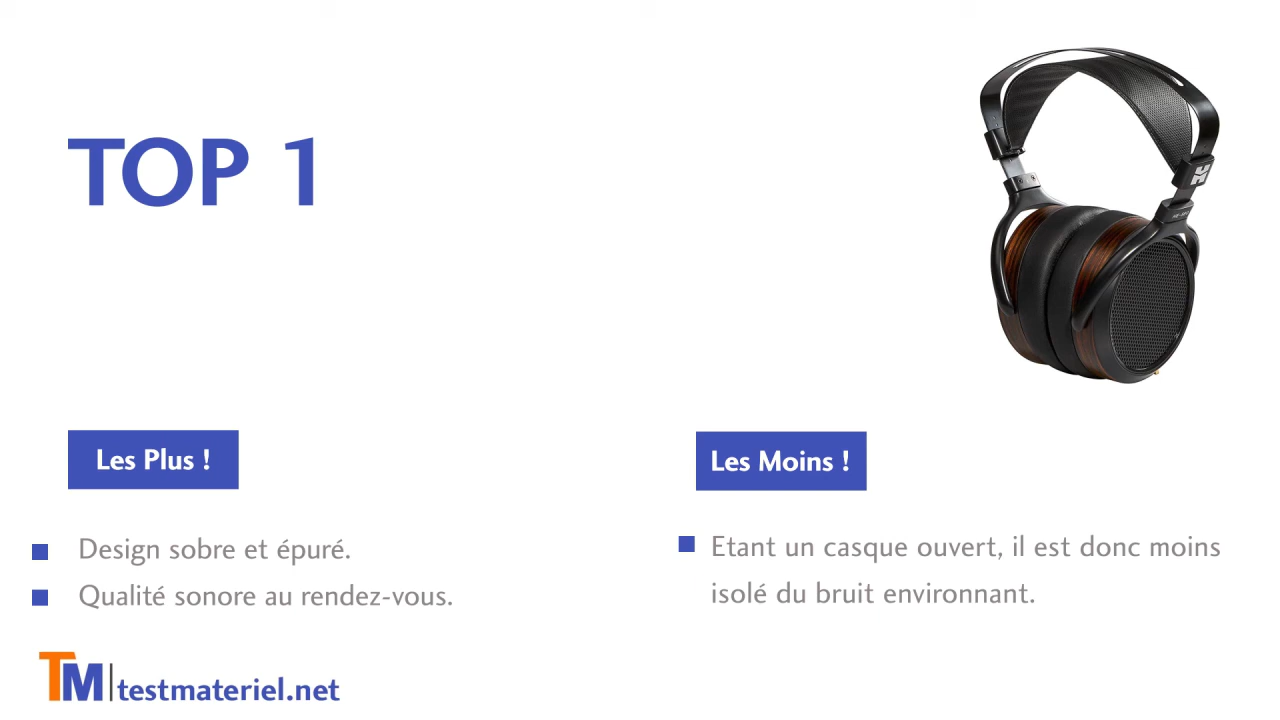 TOP 1
Les Plus !
Design sobre et épuré.
Qualité sonore au rendez-vous.
Les Moins !
Etant un casque ouvert, il est donc moins
isolé du bruit environnant.
TM testmateriel.net